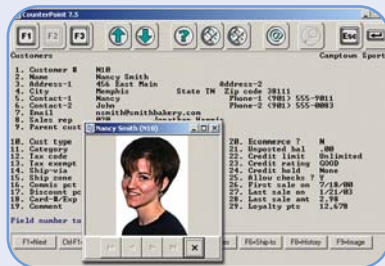 CounterPoint 7.5
F1 F2 F3 Esc
Customers Camptown Sport
1. Customer # N10
2. Name Nancy Smith
3. Address-1 456 East Main Address-2
4. City Memphis State TN Zip code 38111
5. Contact-1 Nancy Phone-1 (901) 555-9811
6. Contact-2 John Phone-2 (901) 555-0083
7. Email nsmith@smithbakery.com
8. Sales rep
9. Parent cust
Nancy Smith (N10)
10. Cust type 20. Ecommerce ? N
11. Category 21. Unposted bal .00
12. Tax code 22. Credit limit Unlimited
13. Tax exempt 23. Credit rating GOOD
14. Ship-via 24. Credit hold None
15. Ship zone 25. Allow checks ? Y
16. Commis pct 26. First sale on 7/18/00
17. Discount pc 27. Last sale on 1/21/03
18. Card-#/Exp 28. Last sale amt 2.98
19. Comment 29. Loyalty pts 12,678
Field number to
F1=Next F6=Ship-to F8=History F9=Image